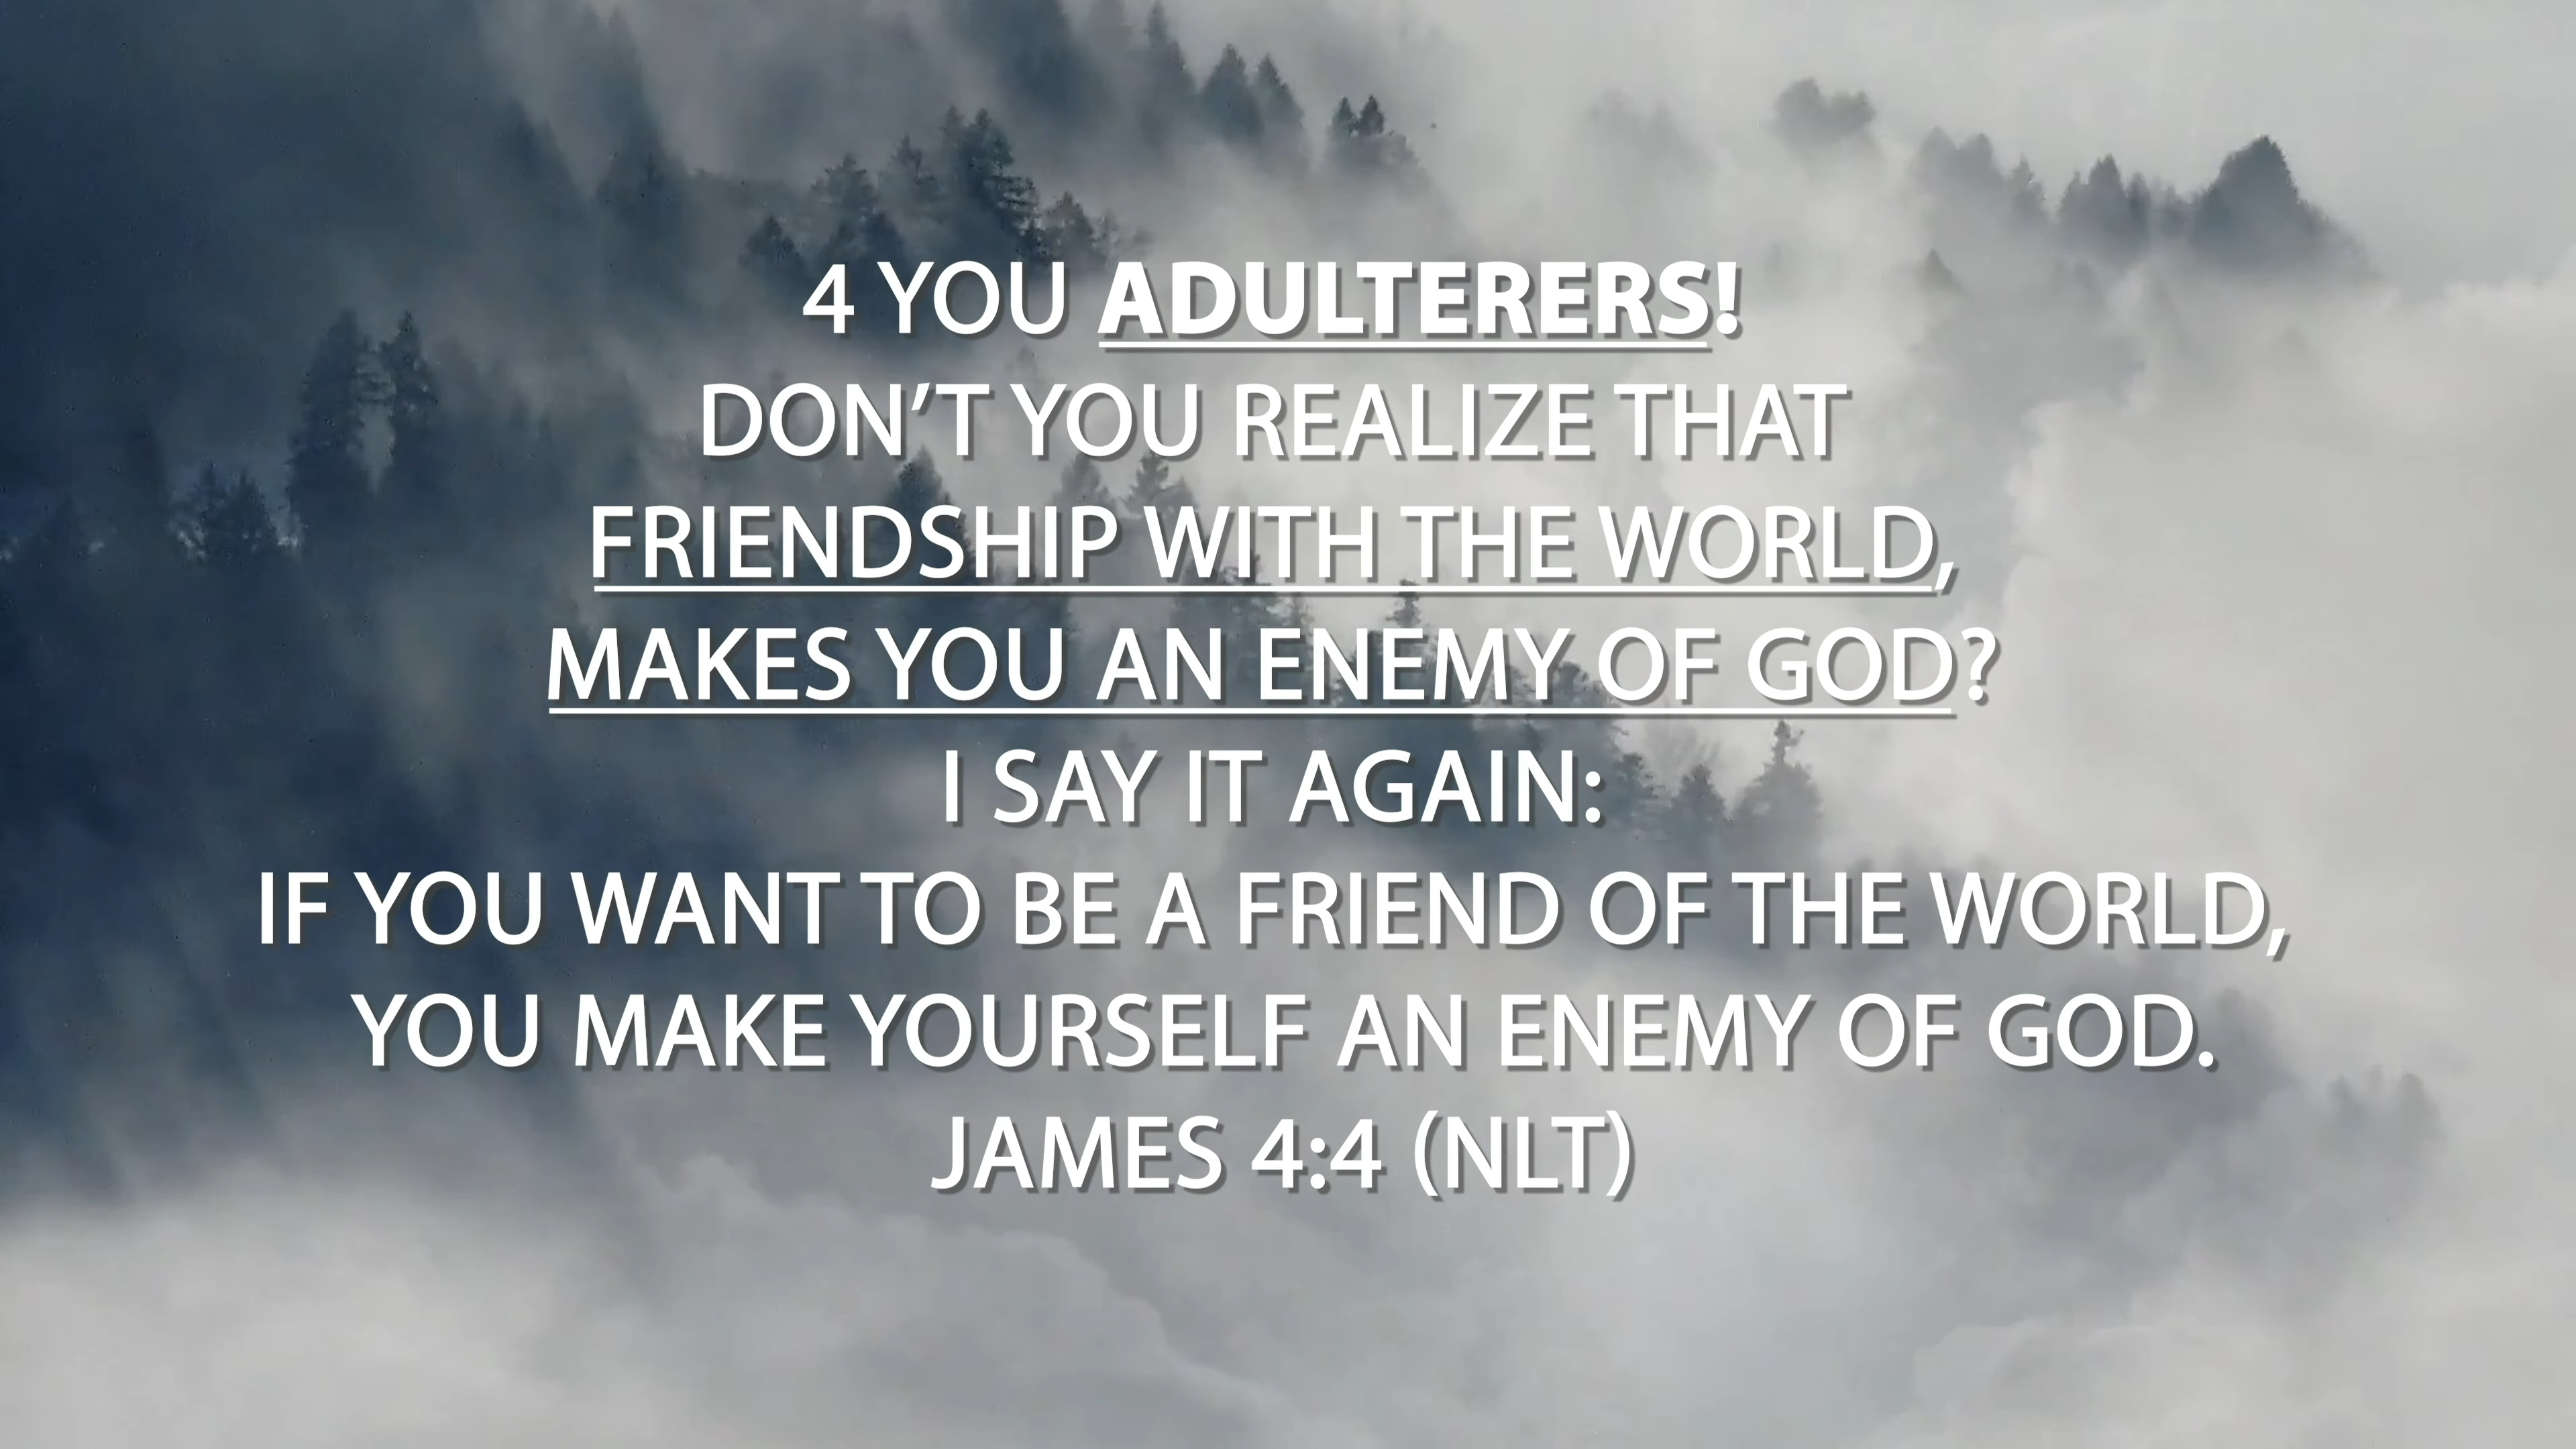 4 YOU ADULTERERS!
DON’T YOU REALIZE THAT
FRIENDSHIP WITH THE WORLD,
MAKES YOU AN ENEMY OF GOD?
I SAY IT AGAIN:
IF YOU WANT TO BE A FRIEND OF THE WORLD,
YOU MAKE YOURSELF AN ENEMY OF GOD.
JAMES 4:4 (NLT)